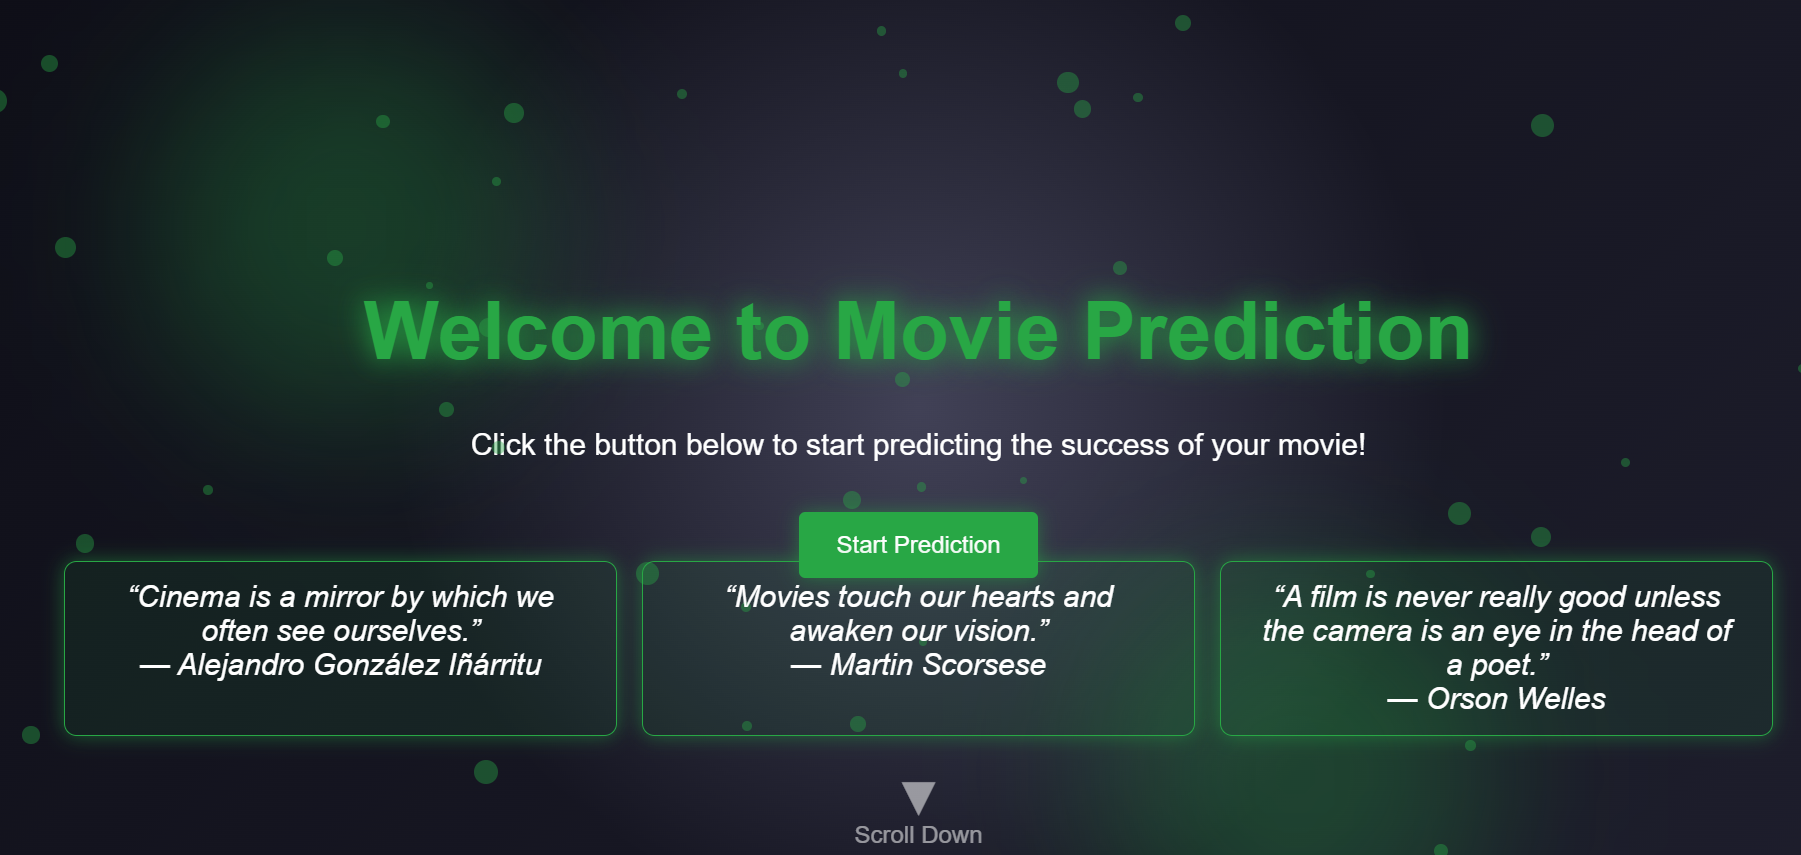 Welcome to Movie Prediction
Click the button below to start predicting the success of your movie!
Start Prediction
“Cinema is a mirror by which we
often see ourselves.”
— Alejandro González Iñárritu
“Movies touch our hearts and
awaken our vision.”
— Martin Scorsese
“A film is never really good unless
the camera is an eye in the head of
a poet.”
— Orson Welles
Scroll Down